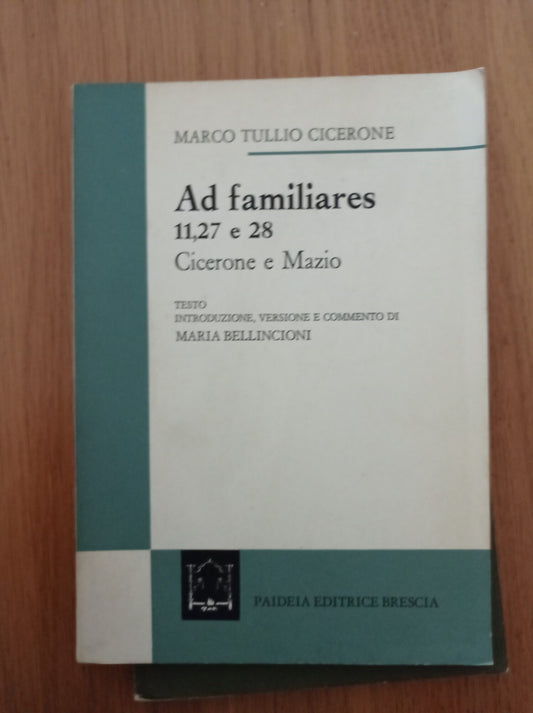 MARCO TULLIO CICERONE
Ad familiares
11,27 e 28
Cicerone e Mazio
TESTO
INTRODUZIONE, VERSIONE E COMMENTO DI
MARIA BELLINCIONI
PAIDEIA EDITRICE BRESCIA